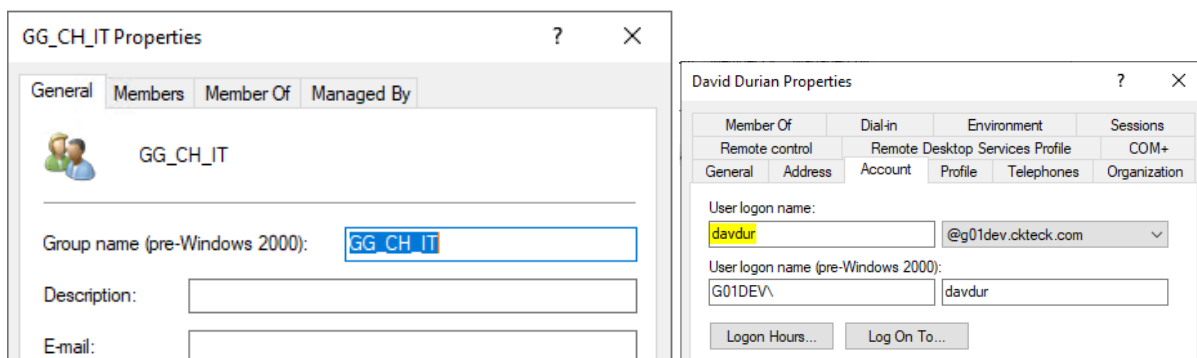 GG_CH_IT Properties ? ✕
General Members Member Of Managed By
GG_CH_IT
Group name (pre-Windows 2000): GG_CH_IT
Description:
E-mail:
David Durian Properties ? ✕
Member Of Dial-in Environment Sessions
Remote control Remote Desktop Services Profile COM+
General Address Account Profile Telephones Organization
User logon name:
davdur @g01dev.ckteck.com
User logon name (pre-Windows 2000):
G01DEV\ davdur
Logon Hours... Log On To...